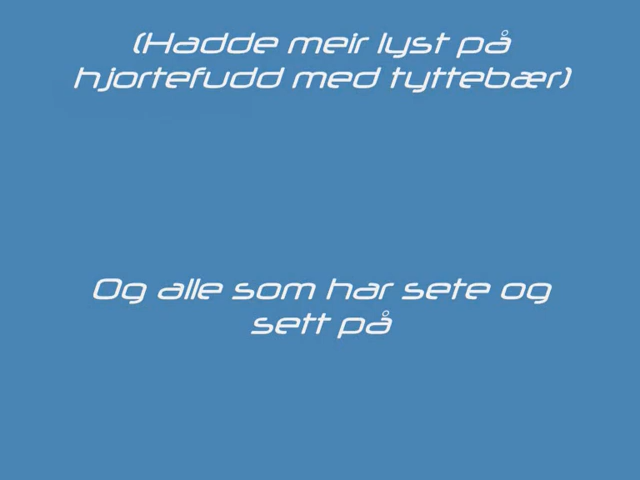 (Hadde meir lyst på
hjortefudd med tyttebær)
Og alle som har sete og
sett på